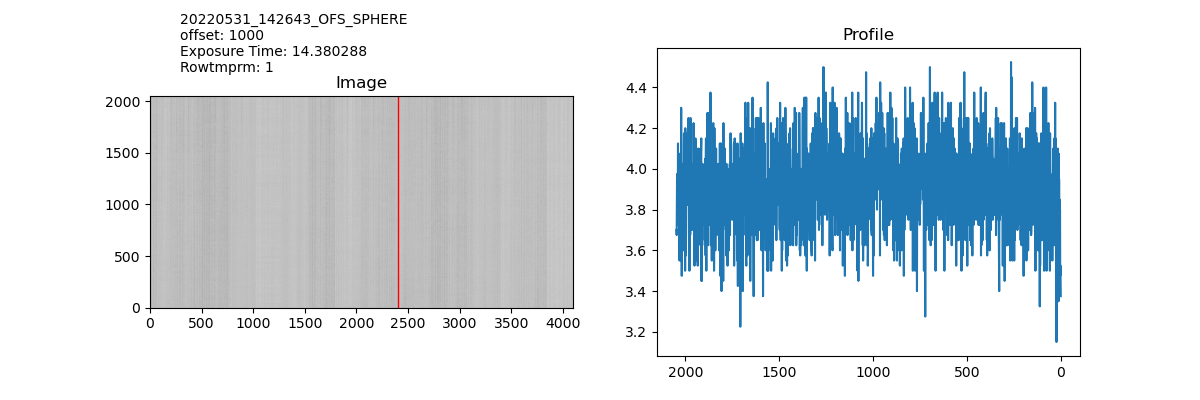 20220531_142643_OFS_SPHERE
offset: 1000
Exposure Time: 14.380288
Rowtmprm: 1
Image
2000
1500
1000
500
0
0 500 1000 1500 2000 2500 3000 3500 4000
Profile
4.4
4.2
4.0
3.8
3.6
3.4
3.2
2000 1500 1000 500 0